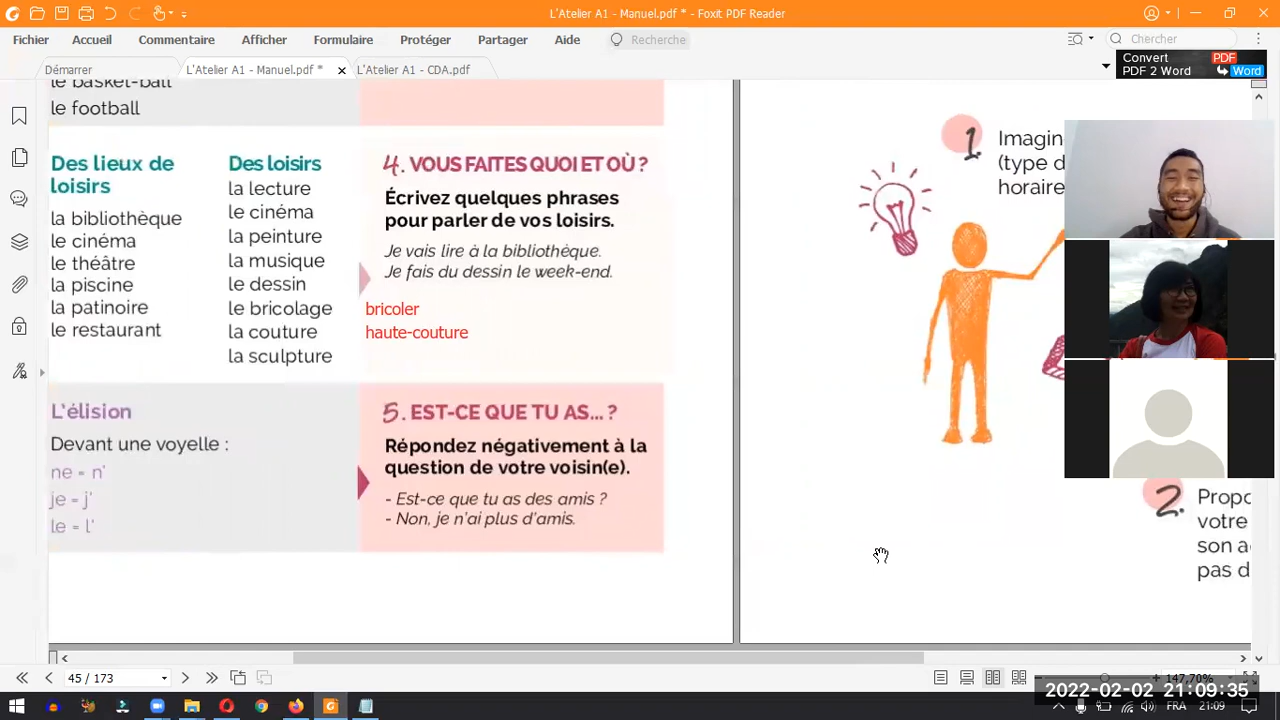 L'Atelier A1 - Manuel.pdf * - Foxit PDF Reader
Fichier Accueil Commentaire Afficher Formulaire Protéger Partager Aide Recherche Chercher
Démarrer L'Atelier A1 - Manuel.pdf * L'Atelier A1 - CDA.pdf
Convert PDF
PDF 2 Word Word
le basket-ball
le football
Des lieux de
loisirs
la bibliothèque
le cinéma
le théâtre
la piscine
la patinoire
le restaurant
Des loisirs
la lecture
le cinéma
la peinture
la musique
le dessin
le bricolage
la couture
la sculpture
4. VOUS FAITES QUOI ET OÙ ?
Écrivez quelques phrases
pour parler de vos loisirs.
Je vais lire à la bibliothèque.
Je fais du dessin le week-end.
bricoler
haute-couture
L'élision
Devant une voyelle :
ne = n'
je = j'
le = l'
5. EST-CE QUE TU AS... ?
Répondez négativement à la
question de votre voisin(e).
- Est-ce que tu as des amis ?
- Non, je n'ai plus d'amis.
1. Imagin
(type d
horaire
2. Propo
votre
son a
pas d
45 / 173
147,70%
2022-02-02 21:09:35
FRA 21:09